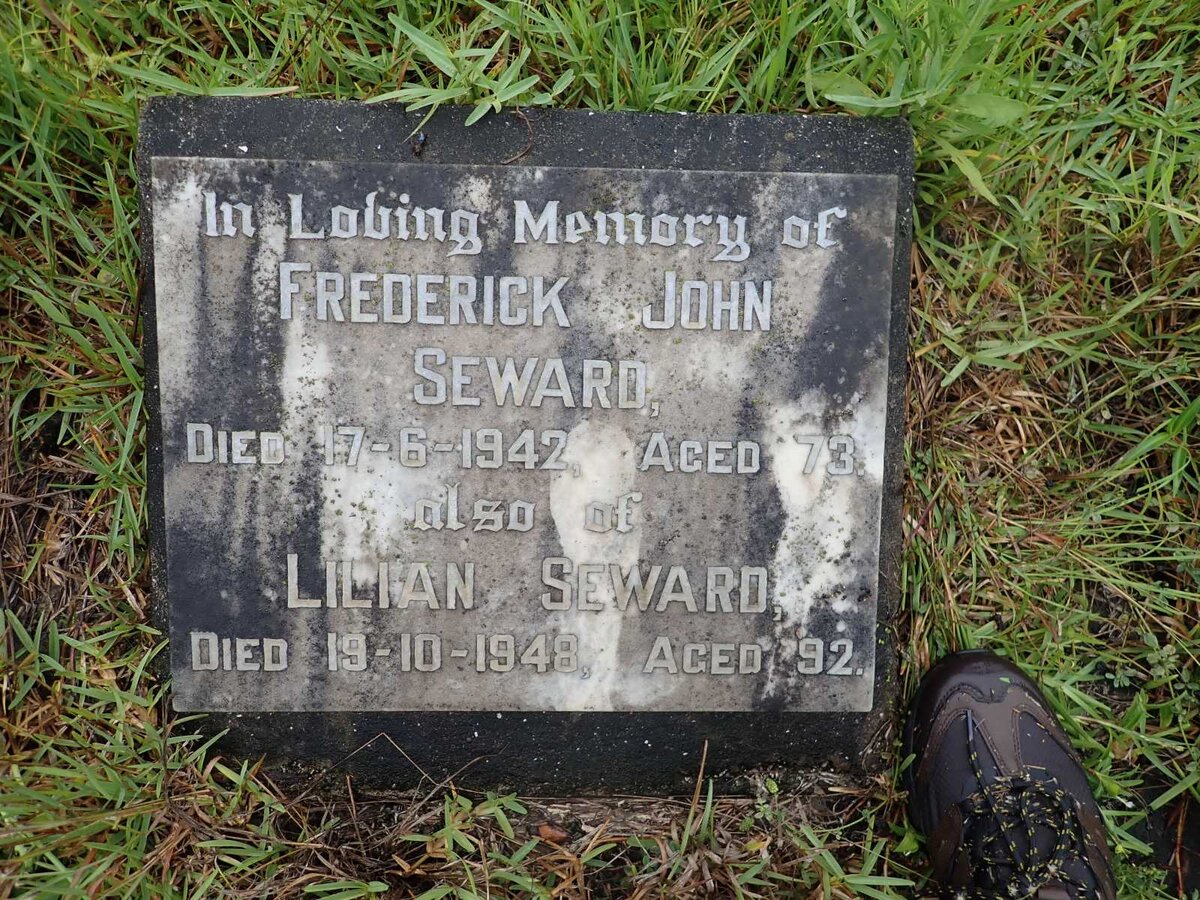 In Loving Memory of
FREDERICK JOHN
SEWARD,
DIED 17-6-1942, AGED 73.
also of
LILIAN SEWARD,
DIED 19-10-1948, AGED 92.